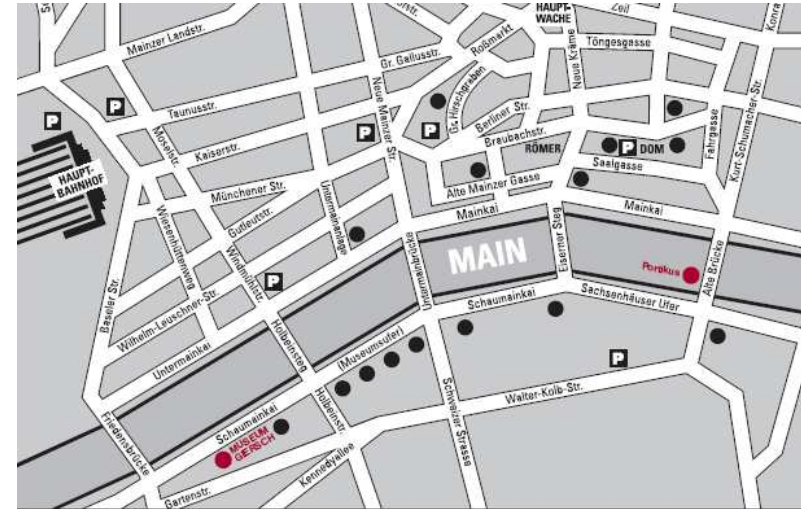 HAUPT-
WACHE
Zeil
Mainzer Landstr.
Roßmarkt
Töngesgasse
Neue Kräme
Gr. Gallusstr.
Neue Mainzer Str.
Gr. Hirschgraben
Berliner Str.
Fahrgasse
Kurt-Schumacher-Str.
Taunusstr.
P
P
P
P
Braubachstr.
RÖMER
P
DOM
Moselstr.
Kaiserstr.
Saalgasse
HAUPT-
BAHNHOF
Münchener Str.
Alte Mainzer Gasse
Untermainanlage
Gutleutstr.
Mainkai
Mainkai
Wiesenhüttenweg
Windmühlstr.
Untermainbrücke
MAIN
Eiserner Steg
Portikus
Alte Brücke
P
Baseler Str.
Wilhelm-Leuschner-Str.
Schaumainkai
Sachsenhäuser Ufer
Untermainkai
Holbeinsteg
(Museumsufer)
P
Schweizer Strasse
Walter-Kolb-Str.
Holbeinstr.
Friedensbrücke
Schaumainkai
MUSEUM
GIERSCH
Kennedyallee
Gartenstr.